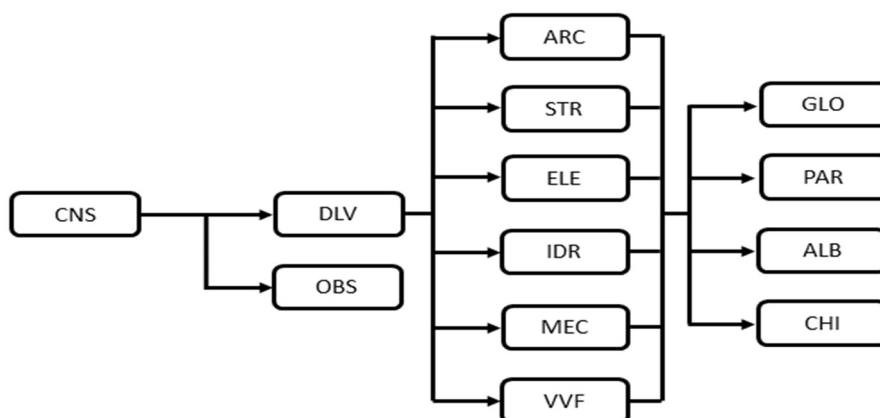 CNS
DLV
OBS
ARC
STR
ELE
IDR
MEC
VVF
GLO
PAR
ALB
CHI